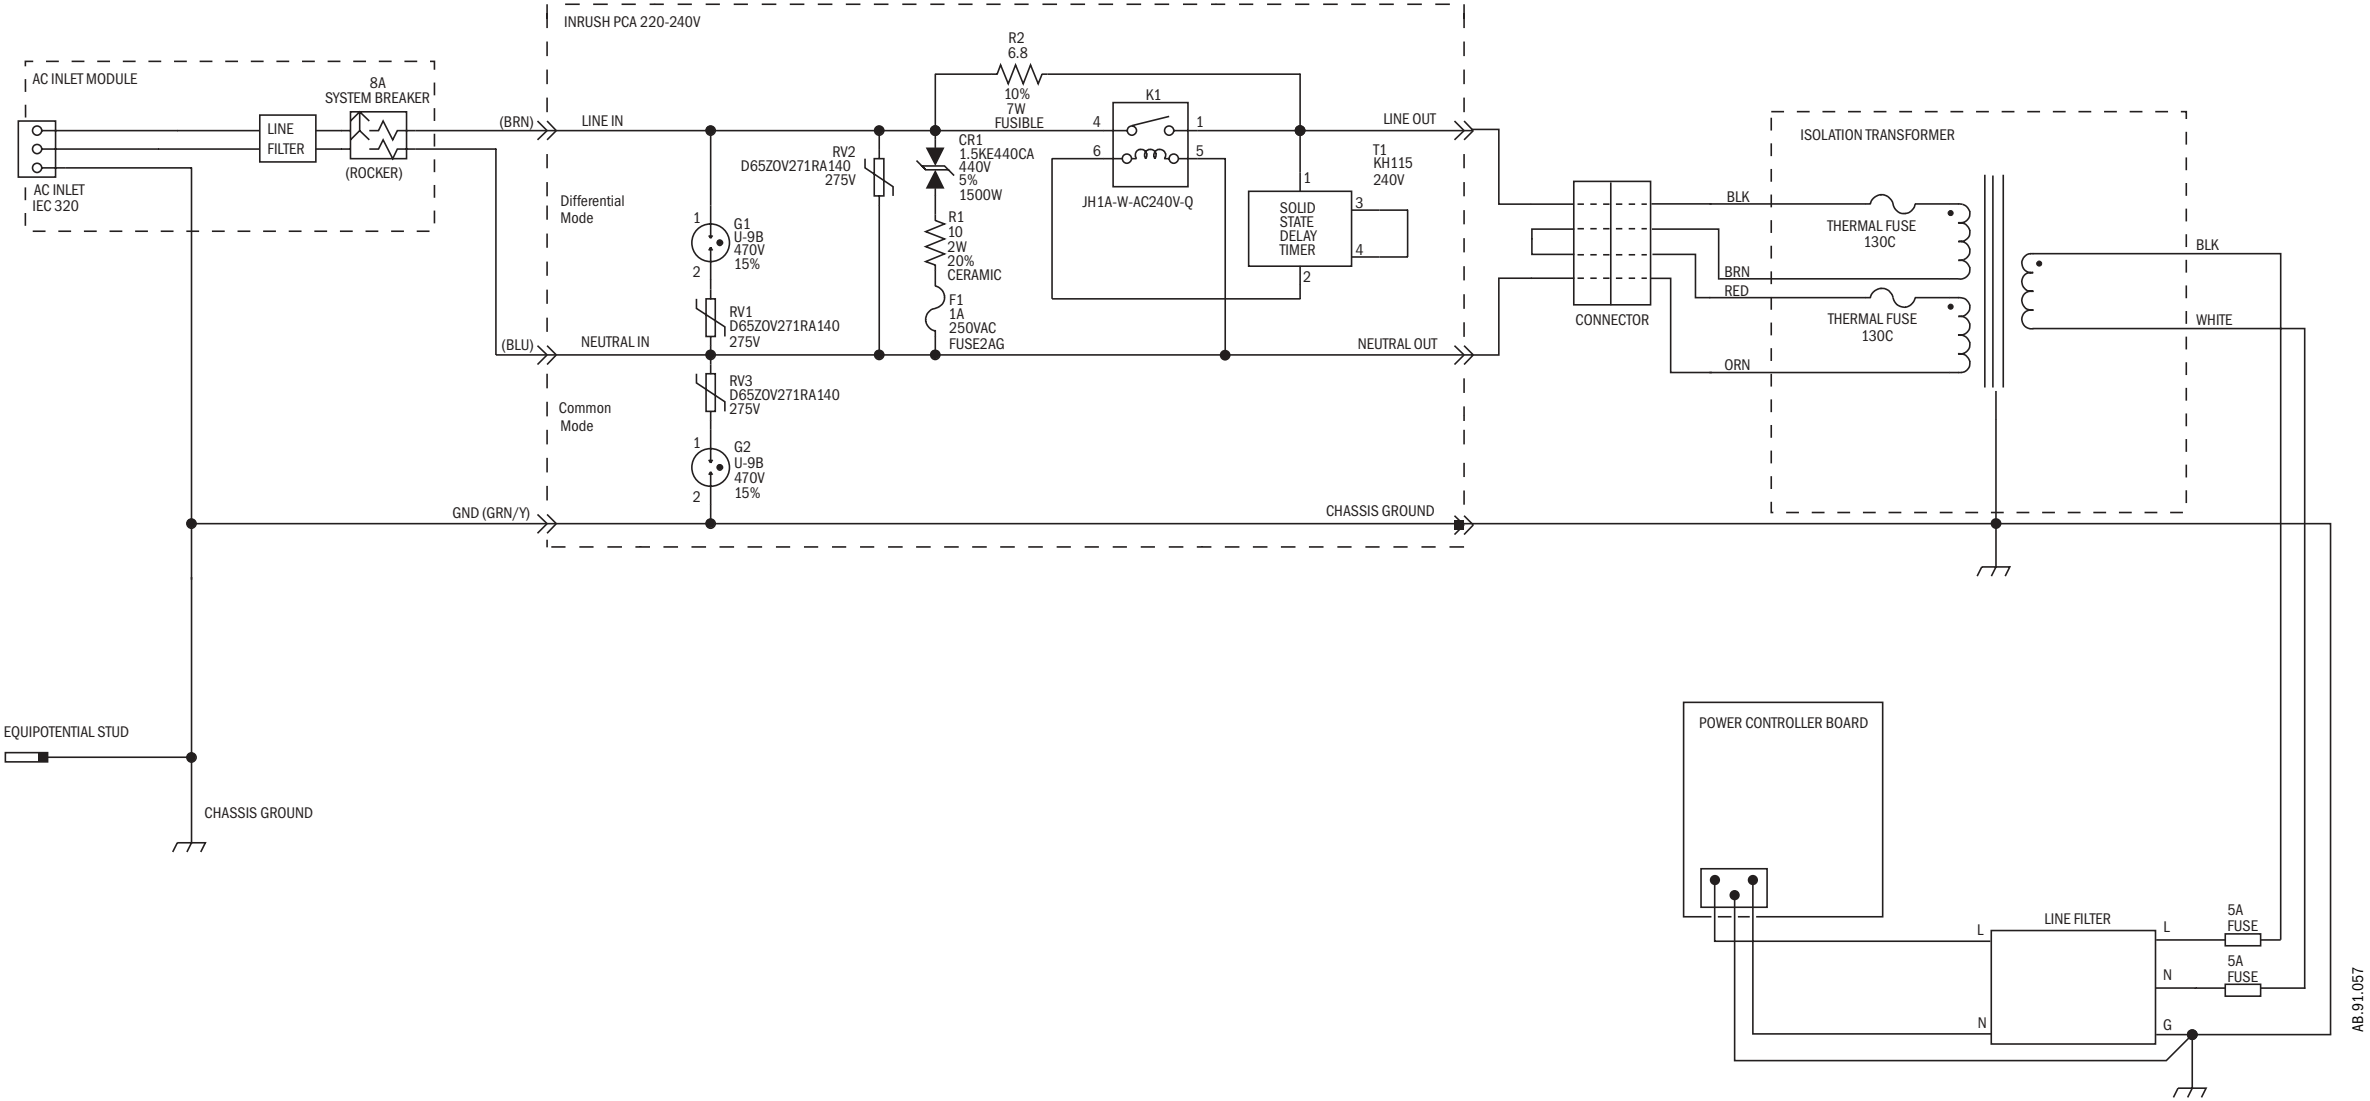 INRUSH PCA 220-240V
AC INLET MODULE
8A
SYSTEM BREAKER
LINE
FILTER
(ROCKER)
AC INLET
IEC 320
(BRN)
LINE IN
(BLU)
NEUTRAL IN
GND (GRN/Y)
Differential
Mode
Common
Mode
1
G1
U-9B
470V
15%
2
RV1
D65ZOV271RA140
275V
RV3
D65ZOV271RA140
275V
1
G2
U-9B
470V
15%
2
RV2
D65ZOV271RA140
275V
R2
6.8
10%
7W
FUSIBLE
CR1
1.5KE440CA
440V
5%
1500W
R1
10
2W
20%
CERAMIC
F1
1A
250VAC
FUSE2AG
K1
4
1
6
5
JH1A-W-AC240V-Q
LINE OUT
T1
KH115
240V
1
SOLID
STATE
DELAY
TIMER
3
4
2
NEUTRAL OUT
CHASSIS GROUND
CONNECTOR
ISOLATION TRANSFORMER
BLK
THERMAL FUSE
130C
BRN
RED
THERMAL FUSE
130C
ORN
BLK
WHITE
EQUIPOTENTIAL STUD
CHASSIS GROUND
POWER CONTROLLER BOARD
LINE FILTER
L
N
L
N
G
5A
FUSE
5A
FUSE
AB.91.057